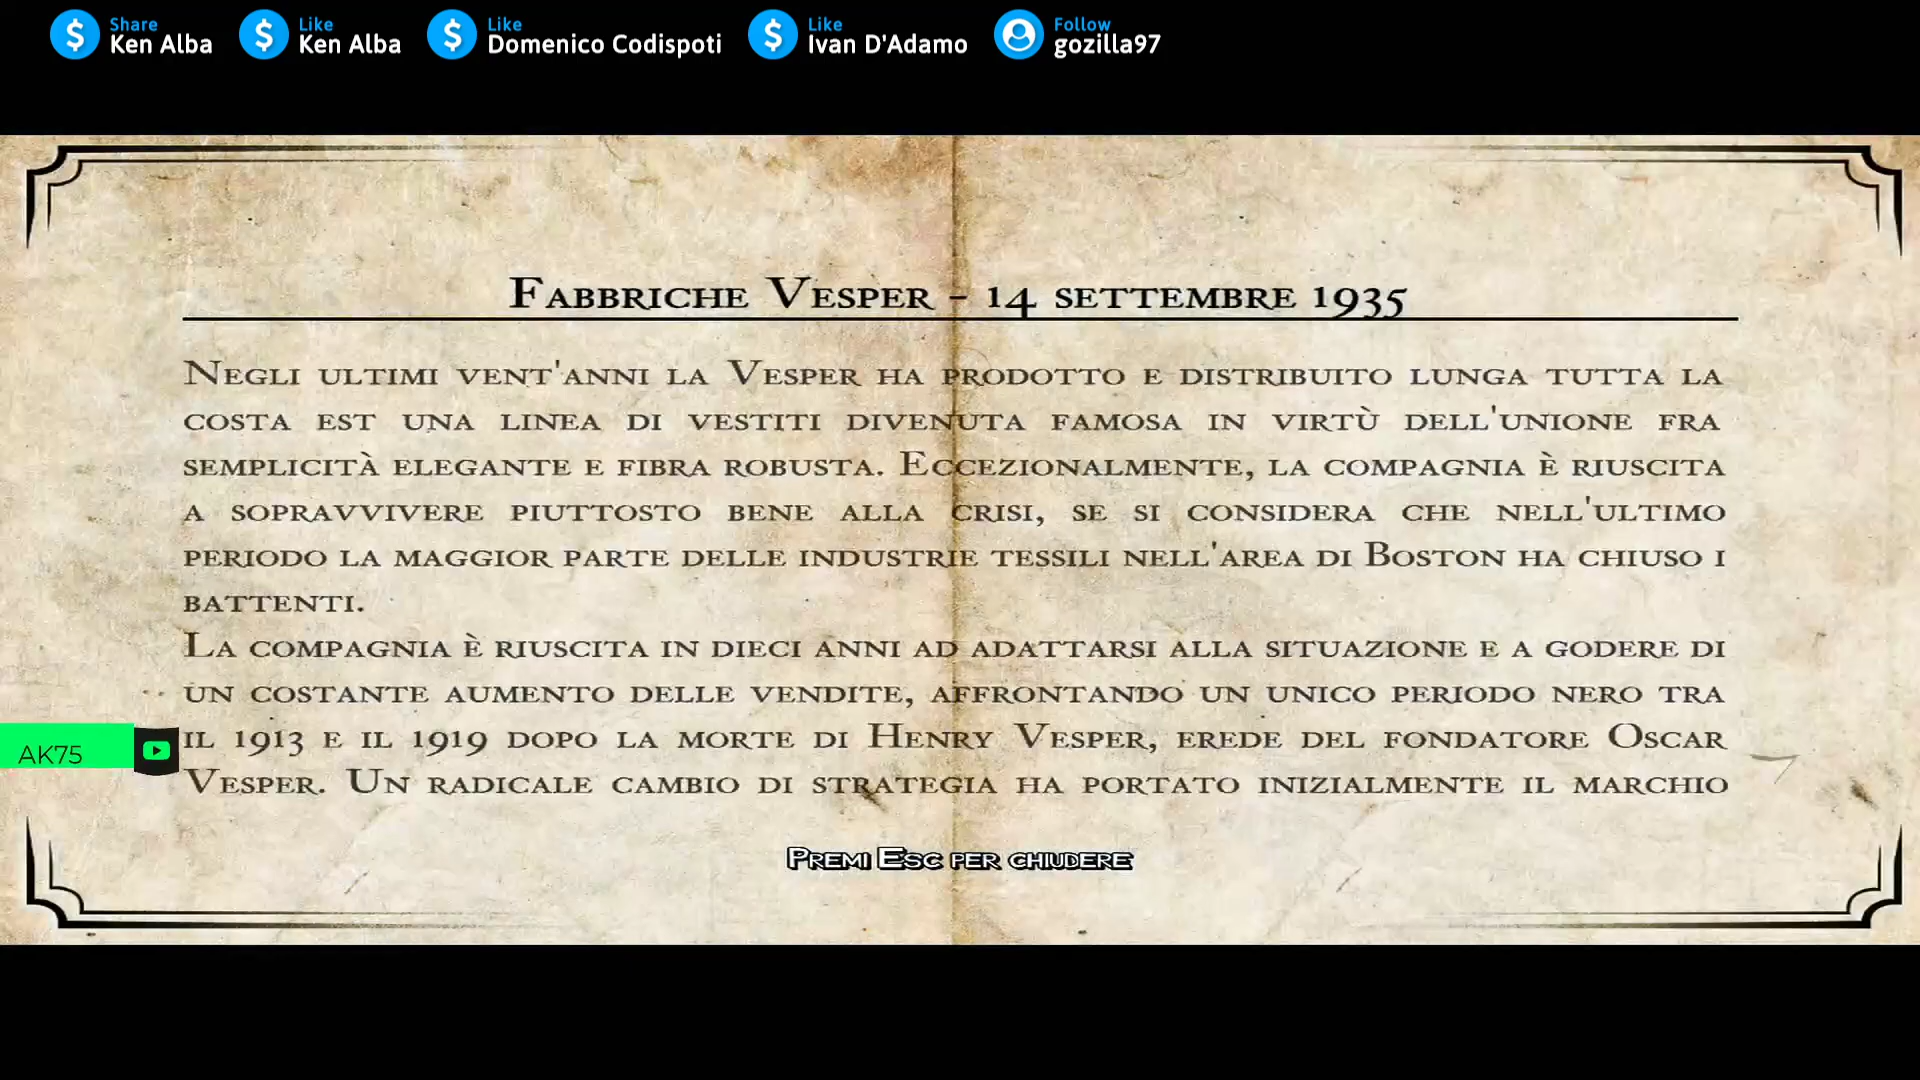 Share
Ken Alba
Like
Ken Alba
Like
Domenico Codispoti
Like
Ivan D'Adamo
Follow
gozilla97
Fabbriche Vesper - 14 settembre 1935
Negli ultimi vent'anni la Vesper ha prodotto e distribuito lunga tutta la
costa est una linea di vestiti divenuta famosa in virtù dell'unione fra
semplicità elegante e fibra robusta. Eccezionalmente, la compagnia è riuscita
a sopravvivere piuttosto bene alla crisi, se si considera che nell'ultimo
periodo la maggior parte delle industrie tessili nell'area di Boston ha chiuso i
battenti.
La compagnia è riuscita in dieci anni ad adattarsi alla situazione e a godere di
un costante aumento delle vendite, affrontando un unico periodo nero tra
il 1913 e il 1919 dopo la morte di Henry Vesper, erede del fondatore Oscar
Vesper. Un radicale cambio di strategia ha portato inizialmente il marchio
AK75
Premi Esc per chiudere